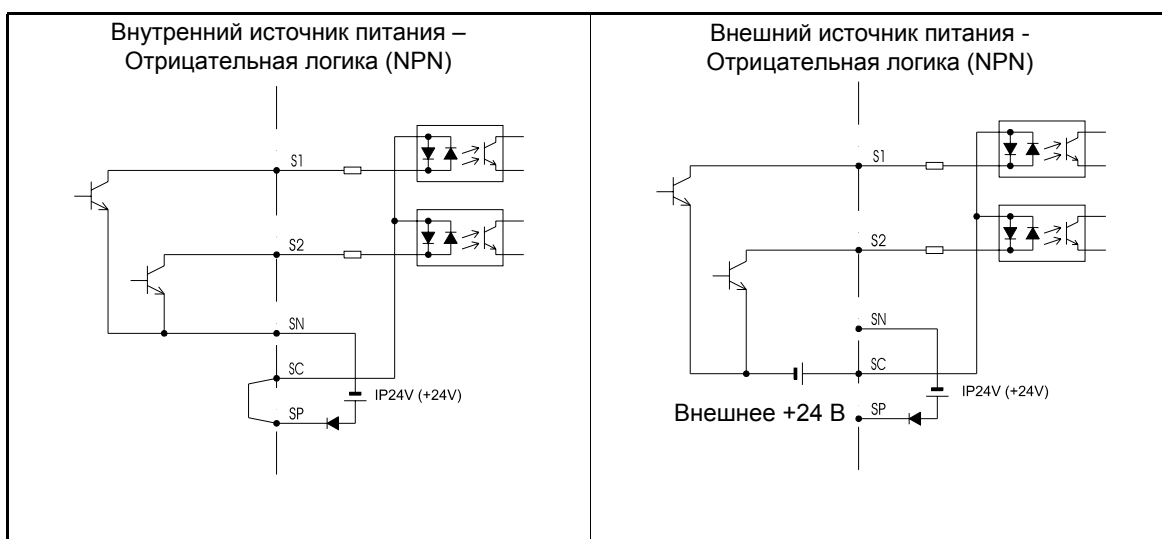 Внутренний источник питания –
Отрицательная логика (NPN)
S1
S2
SN
SC
IP24V (+24V)
SP
Внешний источник питания -
Отрицательная логика (NPN)
S1
S2
SN
SC
IP24V (+24V)
Внешнее +24 В
SP